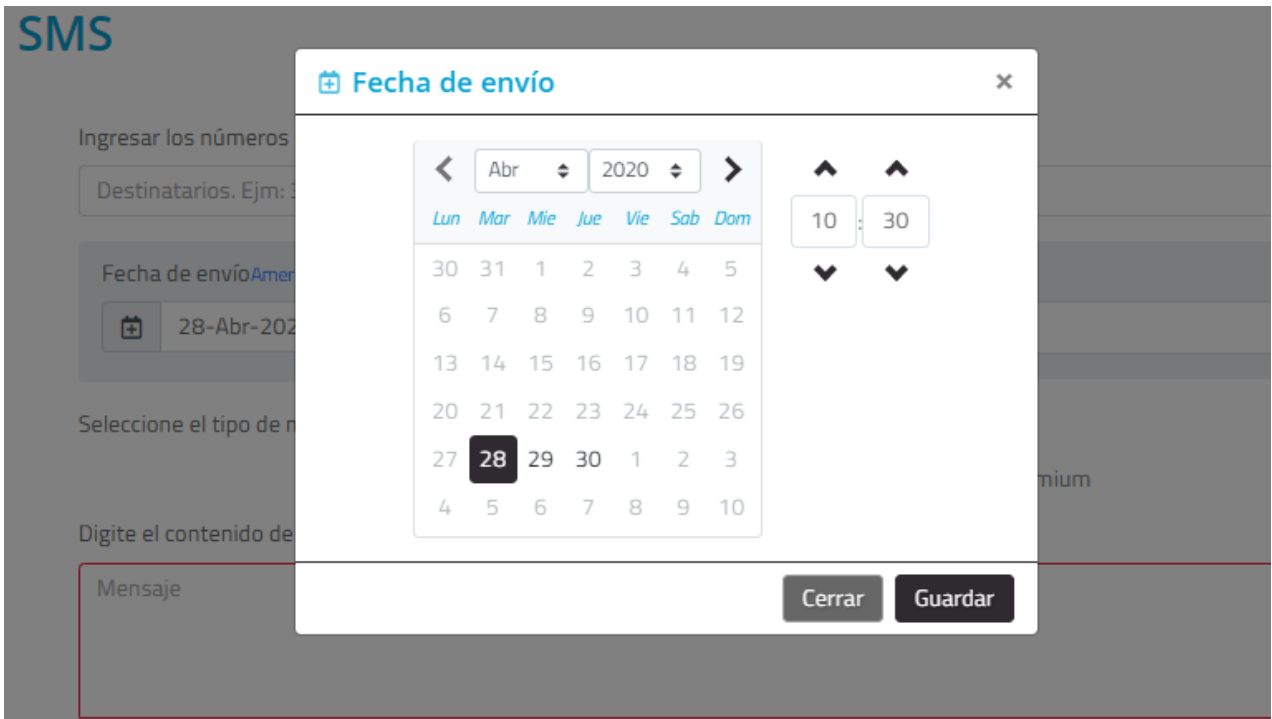 SMS
Fecha de envío ×
Ingresar los números
Destinatarios. Ejm:
Abr 2020
Lun Mar Mie Jue Vie Sab Dom
10 : 30
Fecha de envío
28-Abr-202
30 31 1 2 3 4 5
6 7 8 9 10 11 12
13 14 15 16 17 18 19
20 21 22 23 24 25 26
27 28 29 30 1 2 3
4 5 6 7 8 9 10
Seleccione el tipo de
Digite el contenido de
Mensaje
Cerrar Guardar